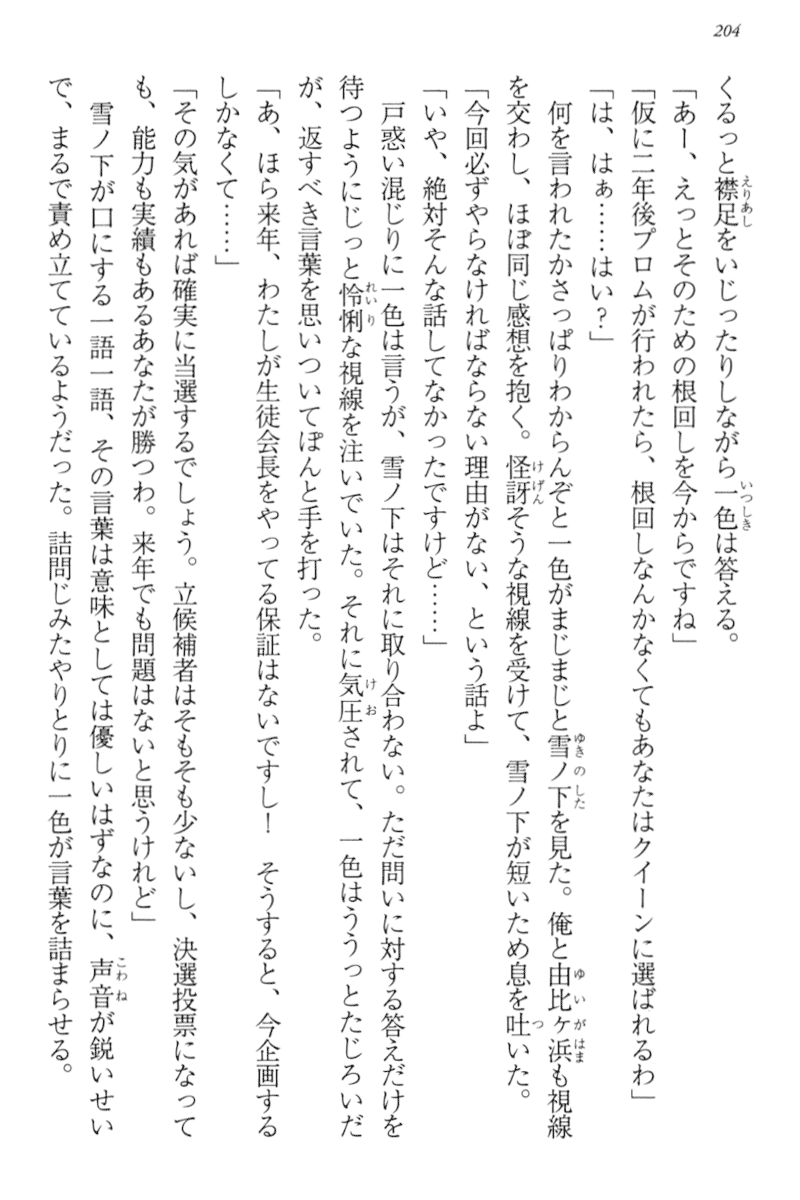 204
くるっと襟足をいじったりしながら一色は答える。
「あー、えっとそのための根回しを今からですね」
「仮に二年後プロムが行われたら、根回しなんかなくてもあなたはクイーンに選ばれるわ」
「は、はぁ……はい？」
何を言われたかさっぱりわからんぞと一色がまじまじと雪ノ下を見た。俺と由比ヶ浜も視線
を交わし、ほぼ同じ感想を抱く。怪訝そうな視線を受けて、雪ノ下が短いため息を吐いた。
「今回必ずやらなければならない理由がない、という話よ」
「いや、絶対そんな話してなかったですけど……」
戸惑い混じりに一色は言うが、雪ノ下はそれに取り合わない。ただ問いに対する答えだけを
待つようにじっと怜悧な視線を注いでいた。それに気圧されて、一色はううっとたじろいだ
が、返すべき言葉を思いついてぽんと手を打った。
「あ、ほら来年、わたしが生徒会長をやってる保証はないですし！　そうすると、今企画する
しかなくて……」
「その気があれば確実に当選するでしょう。立候補者はそもそも少ないし、決選投票になって
も、能力も実績もあるあなたが勝つわ。来年でも問題はないと思うけれど」
雪ノ下が口にする一語一語、その言葉は意味としては優しいはずなのに、声音が鋭いせい
で、まるで責め立てているようだった。詰問じみたやりとりに一色が言葉を詰まらせる。